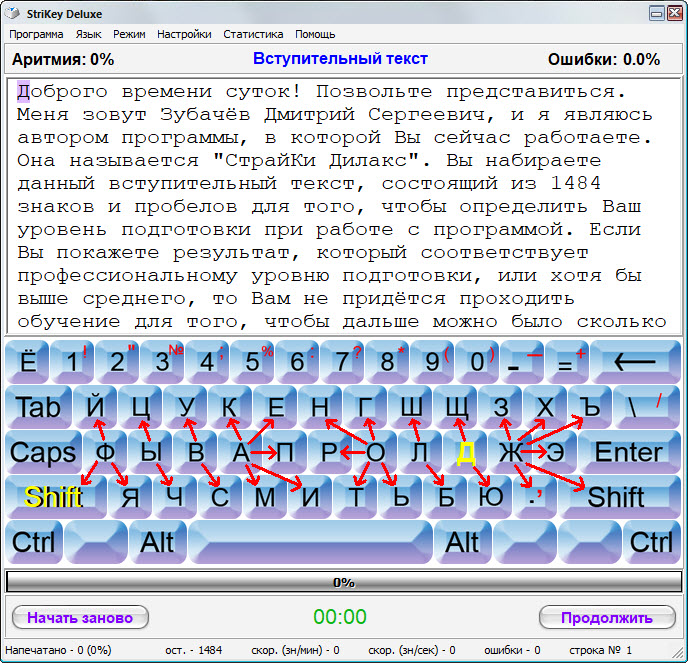 StriKey Deluxe
Программа Язык Режим Настройки Статистика Помощь
Аритмия: 0% Вступительный текст Ошибки: 0.0%
Доброго времени суток! Позвольте представиться.
Меня зовут Зубачёв Дмитрий Сергеевич, и я являюсь
автором программы, в которой Вы сейчас работаете.
Она называется "СтрайКи Дилакс". Вы набираете
данный вступительный текст, состоящий из 1484
знаков и пробелов для того, чтобы определить Ваш
уровень подготовки при работе с программой. Если
Вы покажете результат, который соответствует
профессиональному уровню подготовки, или хотя бы
выше среднего, то Вам не придётся проходить
обучение для того, чтобы дальше можно было сколько
Ё 1 ! 2 " 3 № 4 ; 5 % 6 : 7 ? 8 * 9 ( 0 ) - _ = + ←
Tab Й Ц У К Е Н Г Ш Щ З Х Ъ \ /
Caps Ф Ы В А П Р О Л Д Ж Э Enter
Shift Я Ч С М И Т Ь Б Ю . , Shift
Ctrl Alt Alt Ctrl
0%
Начать заново 00:00 Продолжить
Напечатано - 0 (0%) ост. - 1484 скор. (зн/мин) - 0 скор. (зн/сек) - 0 ошибки - 0 строка № 1